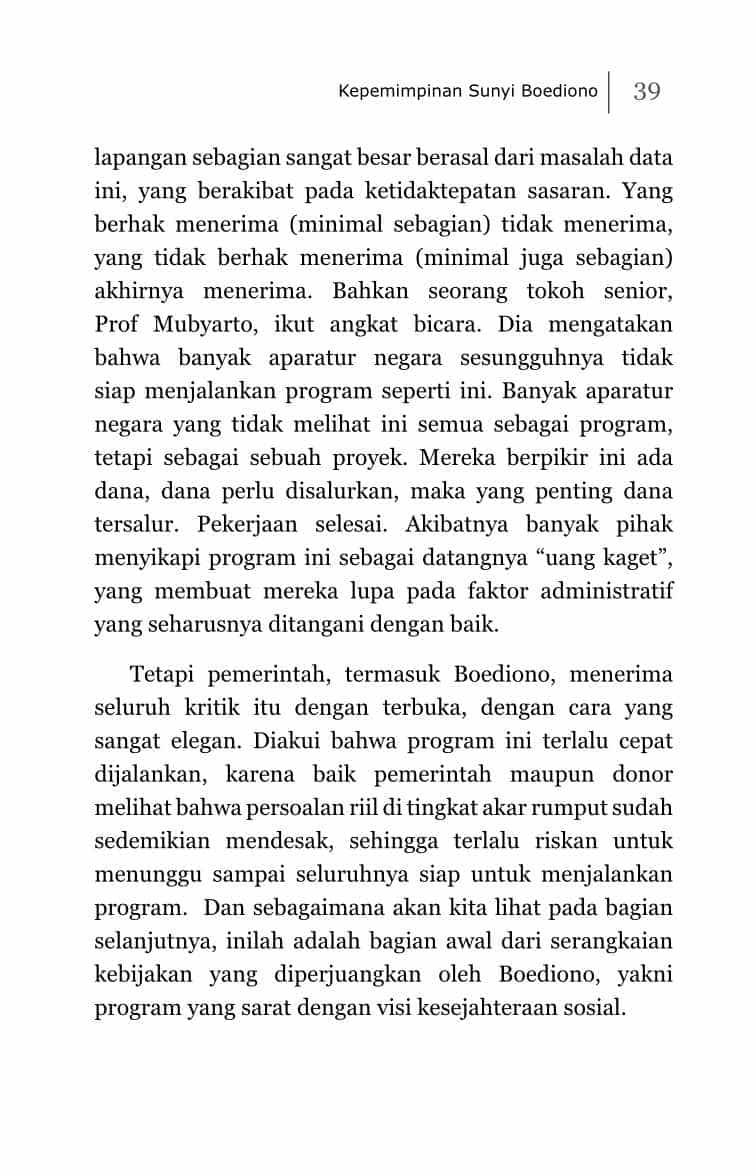 Kepemimpinan Sunyi Boediono 39
lapangan sebagian sangat besar berasal dari masalah data
ini, yang berakibat pada ketidaktepatan sasaran. Yang
berhak menerima (minimal sebagian) tidak menerima,
yang tidak berhak menerima (minimal juga sebagian)
akhirnya menerima. Bahkan seorang tokoh senior,
Prof Mubyarto, ikut angkat bicara. Dia mengatakan
bahwa banyak aparatur negara sesungguhnya tidak
siap menjalankan program seperti ini. Banyak aparatur
negara yang tidak melihat ini semua sebagai program,
tetapi sebagai sebuah proyek. Mereka berpikir ini ada
dana, dana perlu disalurkan, maka yang penting dana
tersalur. Pekerjaan selesai. Akibatnya banyak pihak
menyikapi program ini sebagai datangnya “uang kaget”,
yang membuat mereka lupa pada faktor administratif
yang seharusnya ditangani dengan baik.
Tetapi pemerintah, termasuk Boediono, menerima
seluruh kritik itu dengan terbuka, dengan cara yang
sangat elegan. Diakui bahwa program ini terlalu cepat
dijalankan, karena baik pemerintah maupun donor
melihat bahwa persoalan riil di tingkat akar rumput sudah
sedemikian mendesak, sehingga terlalu riskan untuk
menunggu sampai seluruhnya siap untuk menjalankan
program.  Dan sebagaimana akan kita lihat pada bagian
selanjutnya, inilah adalah bagian awal dari serangkaian
kebijakan yang diperjuangkan oleh Boediono, yakni
program yang sarat dengan visi kesejahteraan sosial.